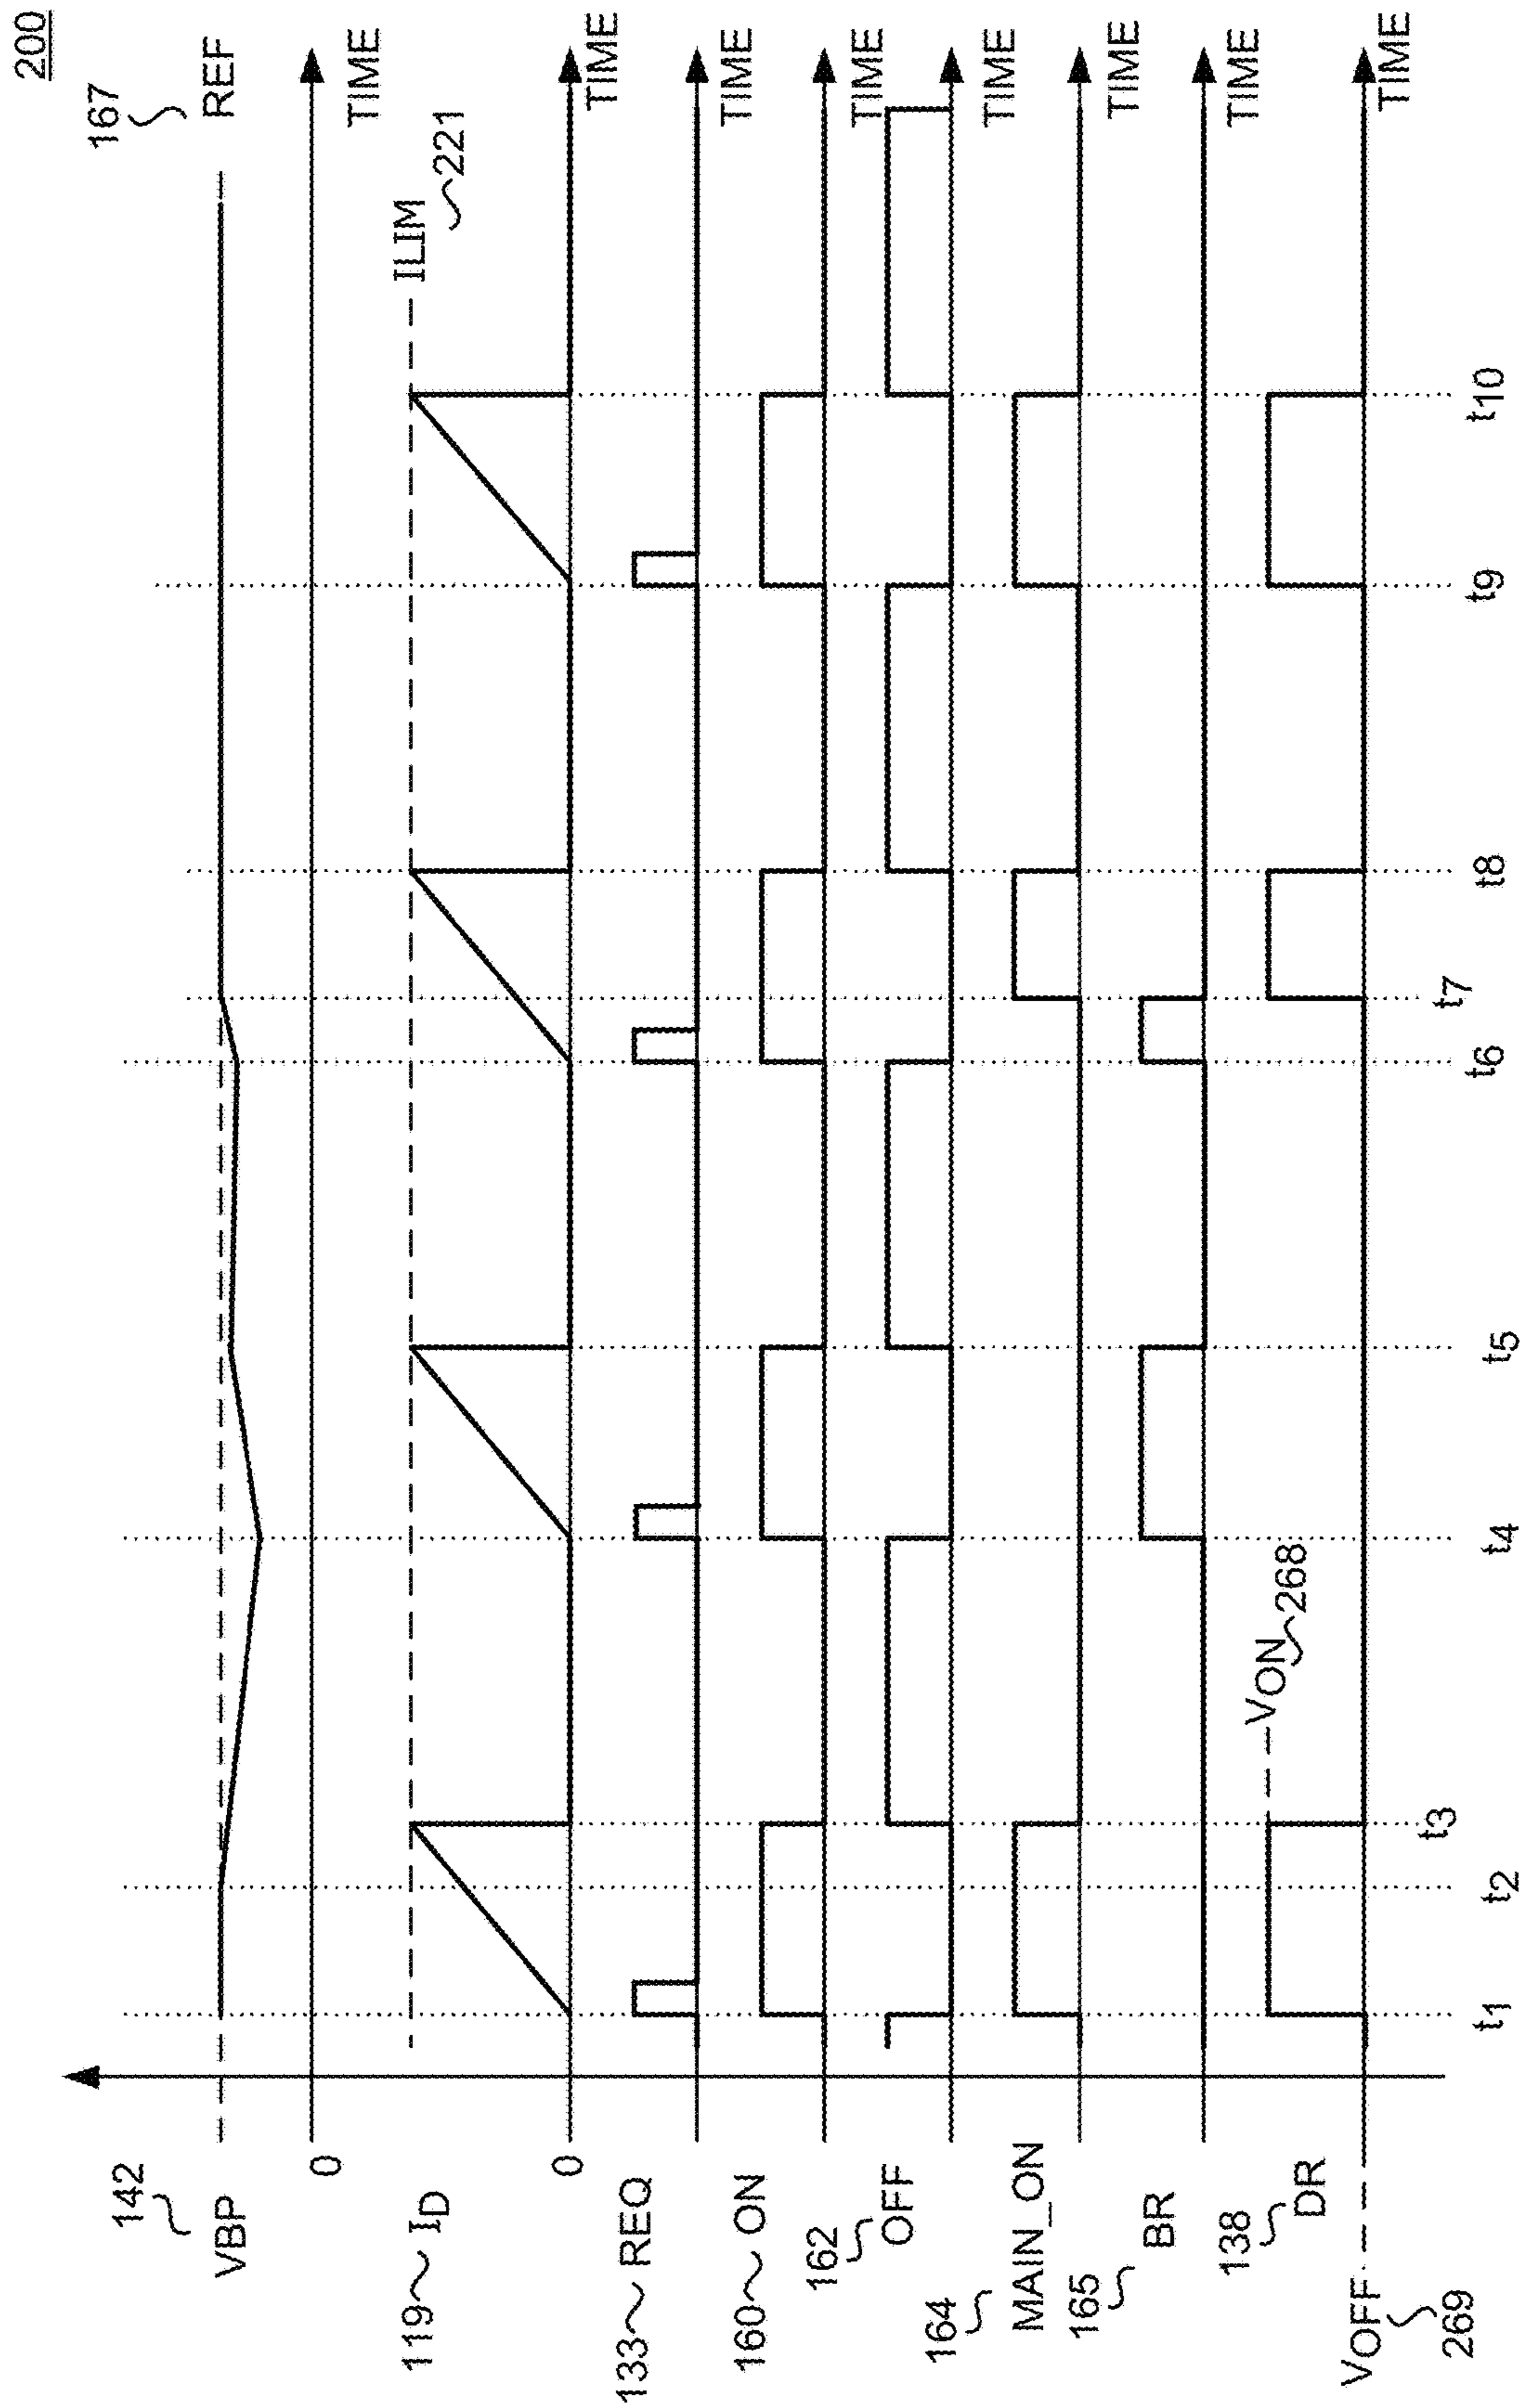 200
167
REF
142
VBP
0
TIME
119 ID
ILIM
221
0
TIME
133 REQ
TIME
160 ON
TIME
162
OFF
TIME
164
MAIN_ON
TIME
165
BR
TIME
138
DR
VON
268
VOFF
269
TIME
t1
t2
t3
t4
t5
t6
t7
t8
t9
t10